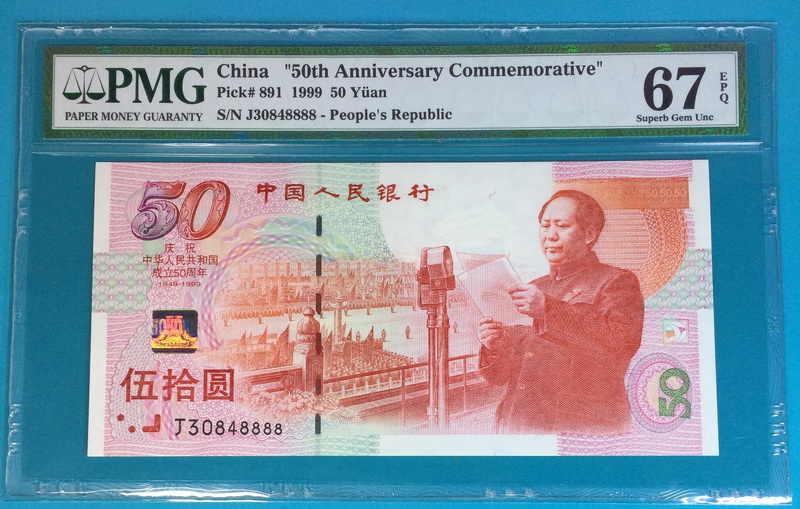 PMG
PAPER MONEY GUARANTY
China "50th Anniversary Commemorative"
Pick# 891 1999 50 Yüan
S/N J30848888 - People's Republic
67
EPQ
Superb Gem Unc
50
中国人民银行
庆祝
中华人民共和国
成立50周年
1949-1999
伍拾圆
J30848888
50